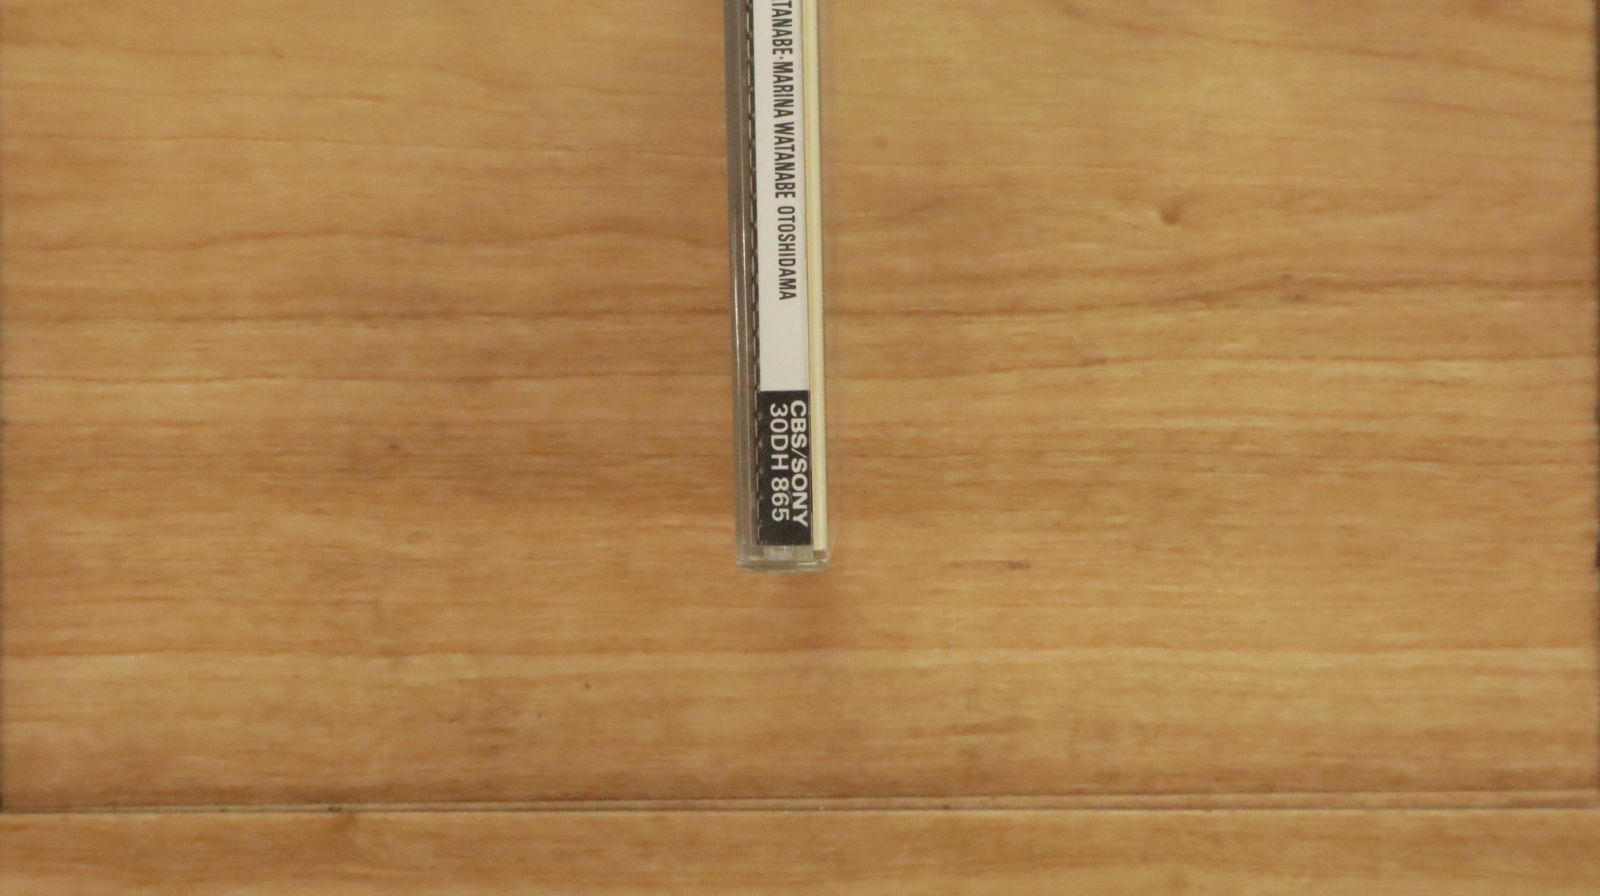 TANABE·MARINA WATANABE OTOSHIDAMA
CBS/SONY
30DH 865